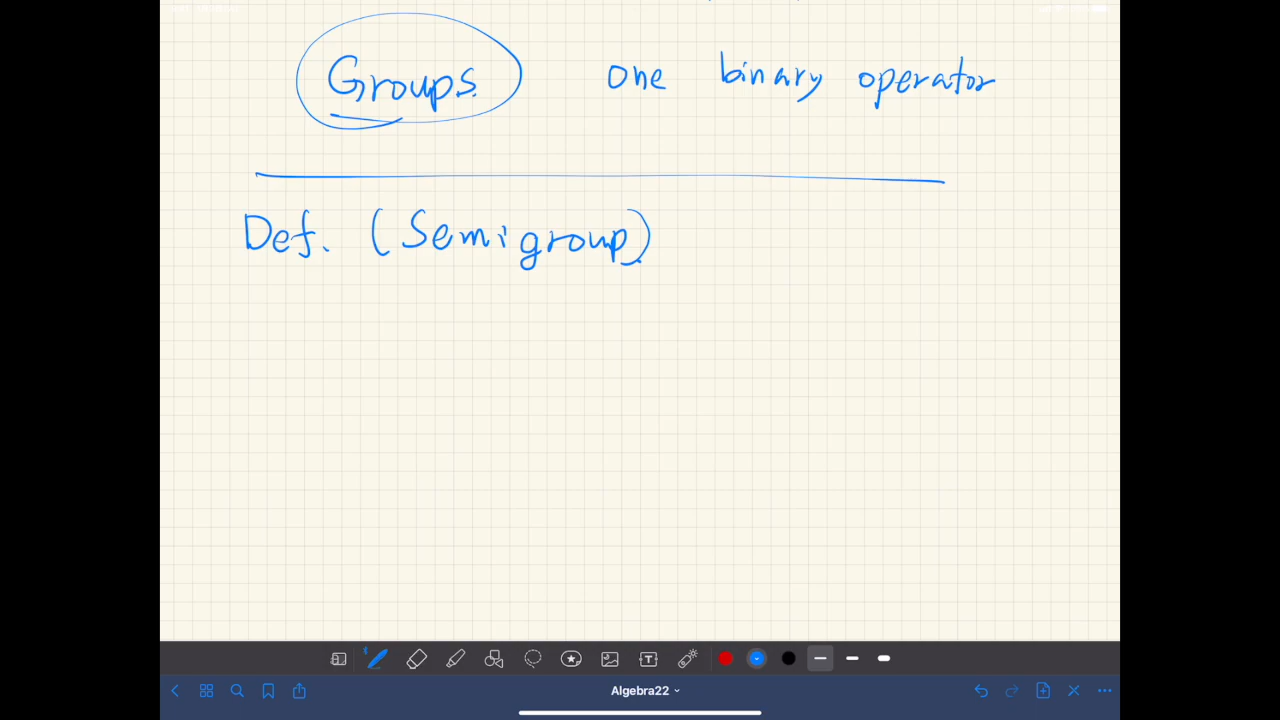 Groups. one binary operator
Def. (Semigroup)
Algebra22